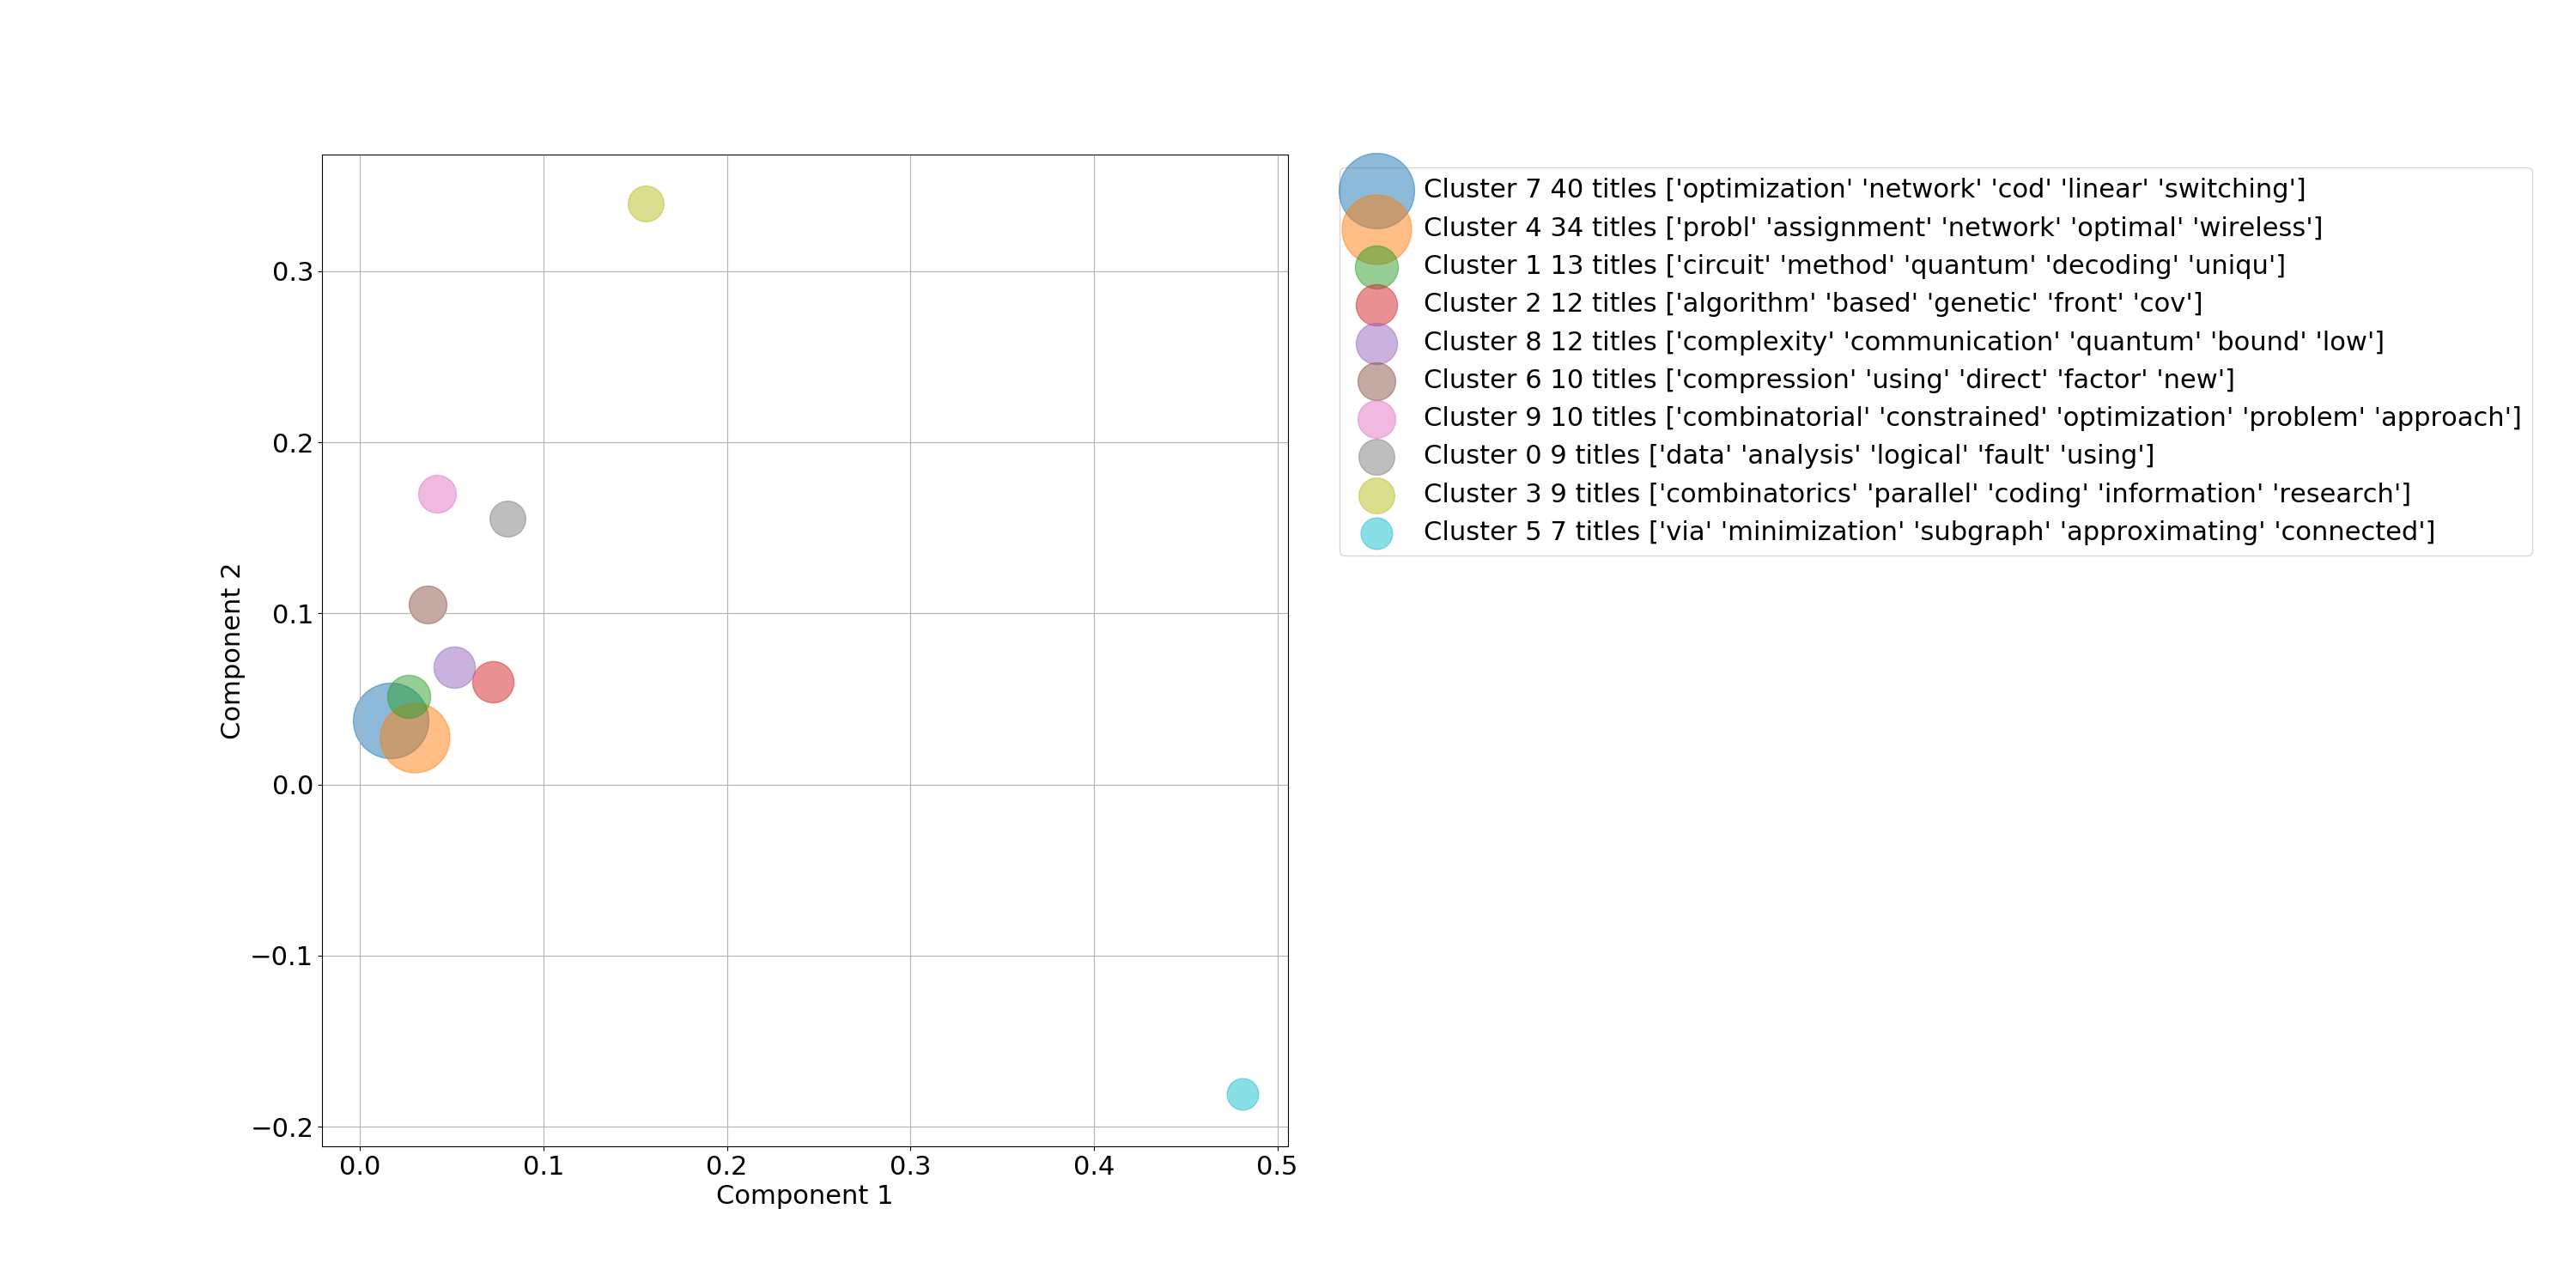 0.3
0.2
0.1
0.0
−0.1
−0.2
Component 2
0.0 0.1 0.2 0.3 0.4 0.5
Component 1
Cluster 7 40 titles ['optimization' 'network' 'cod' 'linear' 'switching']
Cluster 4 34 titles ['probl' 'assignment' 'network' 'optimal' 'wireless']
Cluster 1 13 titles ['circuit' 'method' 'quantum' 'decoding' 'uniqu']
Cluster 2 12 titles ['algorithm' 'based' 'genetic' 'front' 'cov']
Cluster 8 12 titles ['complexity' 'communication' 'quantum' 'bound' 'low']
Cluster 6 10 titles ['compression' 'using' 'direct' 'factor' 'new']
Cluster 9 10 titles ['combinatorial' 'constrained' 'optimization' 'problem' 'approach']
Cluster 0 9 titles ['data' 'analysis' 'logical' 'fault' 'using']
Cluster 3 9 titles ['combinatorics' 'parallel' 'coding' 'information' 'research']
Cluster 5 7 titles ['via' 'minimization' 'subgraph' 'approximating' 'connected']